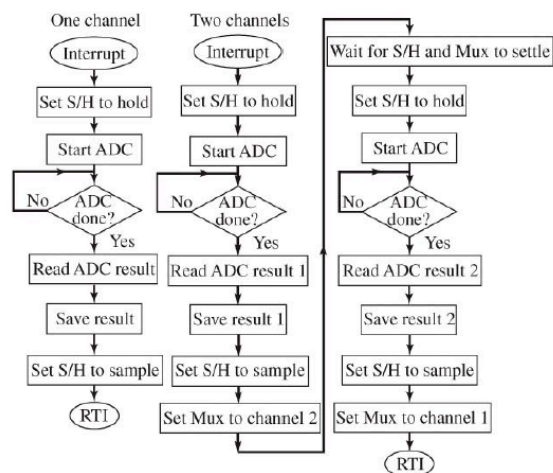 One channel
Interrupt
Set S/H to hold
Start ADC
No
ADC
done?
Yes
Read ADC result
Save result
Set S/H to sample
RTI
Two channels
Interrupt
Set S/H to hold
Start ADC
No
ADC
done?
Yes
Read ADC result 1
Save result 1
Set S/H to sample
Set Mux to channel 2
Wait for S/H and Mux to settle
Set S/H to hold
Start ADC
No
ADC
done?
Yes
Read ADC result 2
Save result 2
Set S/H to sample
Set Mux to channel 1
RTI